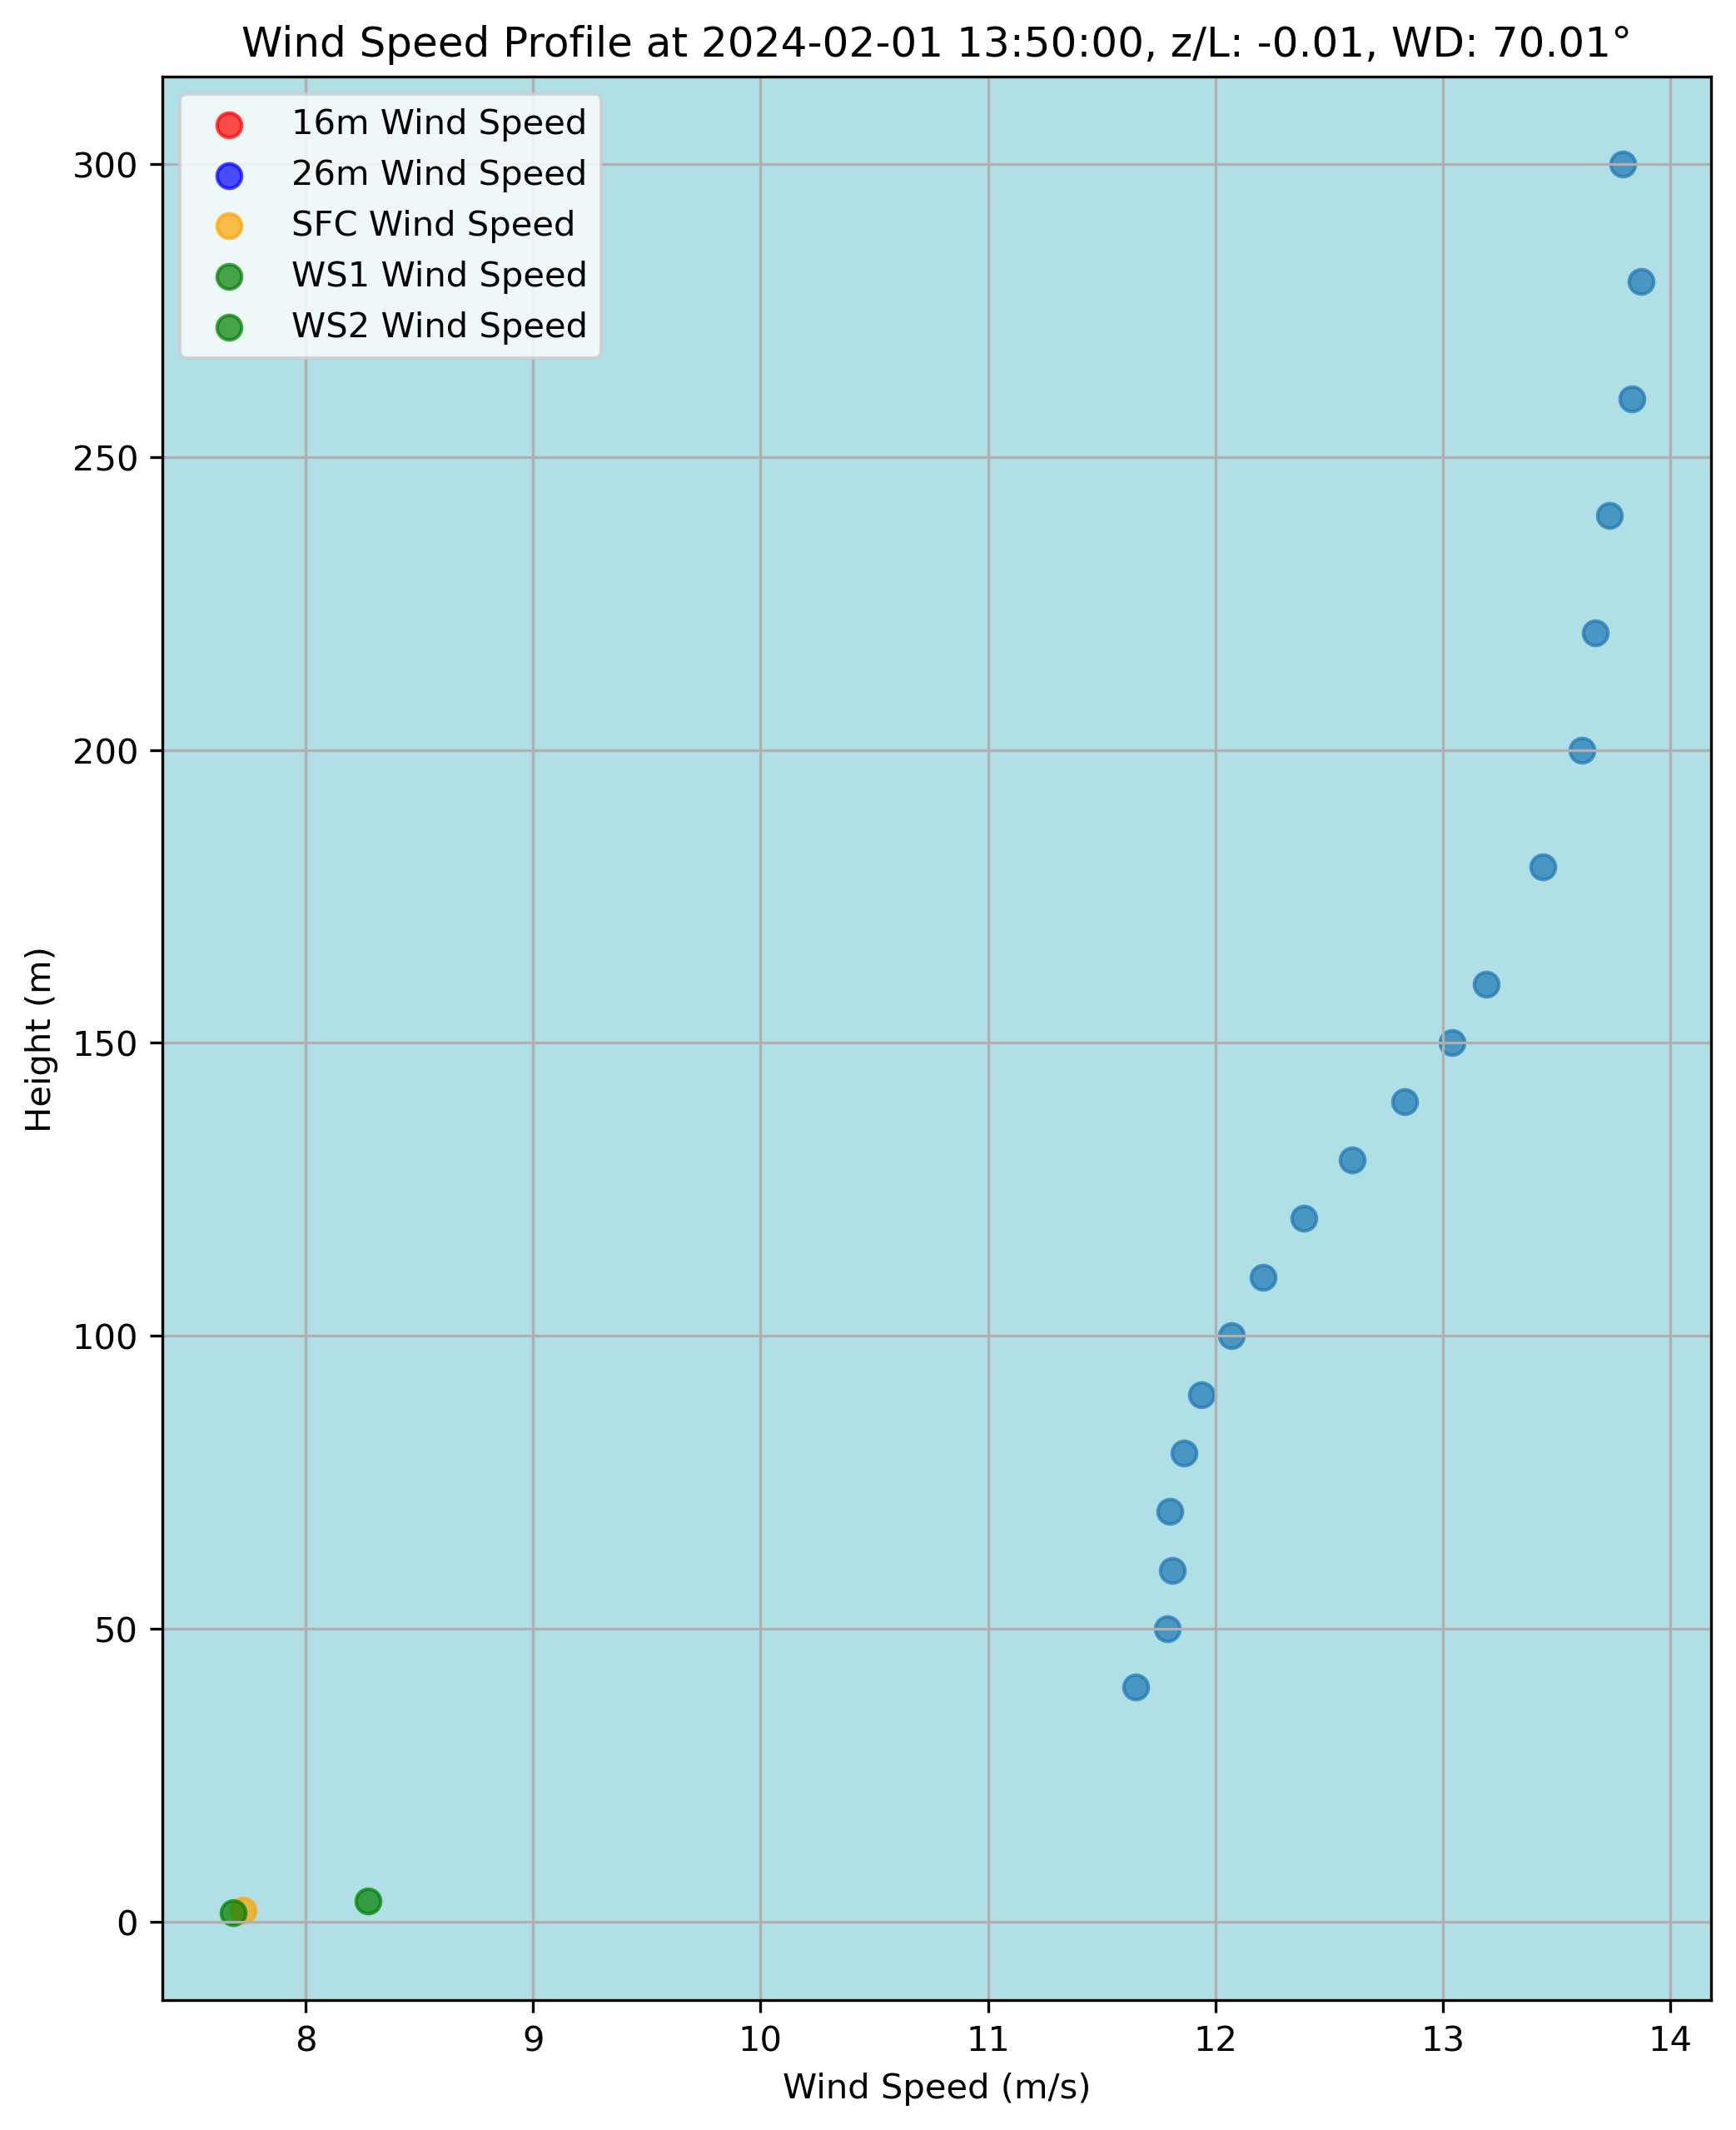 Wind Speed Profile at 2024-02-01 13:50:00, z/L: -0.01, WD: 70.01°
16m Wind Speed
26m Wind Speed
SFC Wind Speed
WS1 Wind Speed
WS2 Wind Speed
300
250
200
150
100
50
0
Height (m)
8 9 10 11 12 13 14
Wind Speed (m/s)